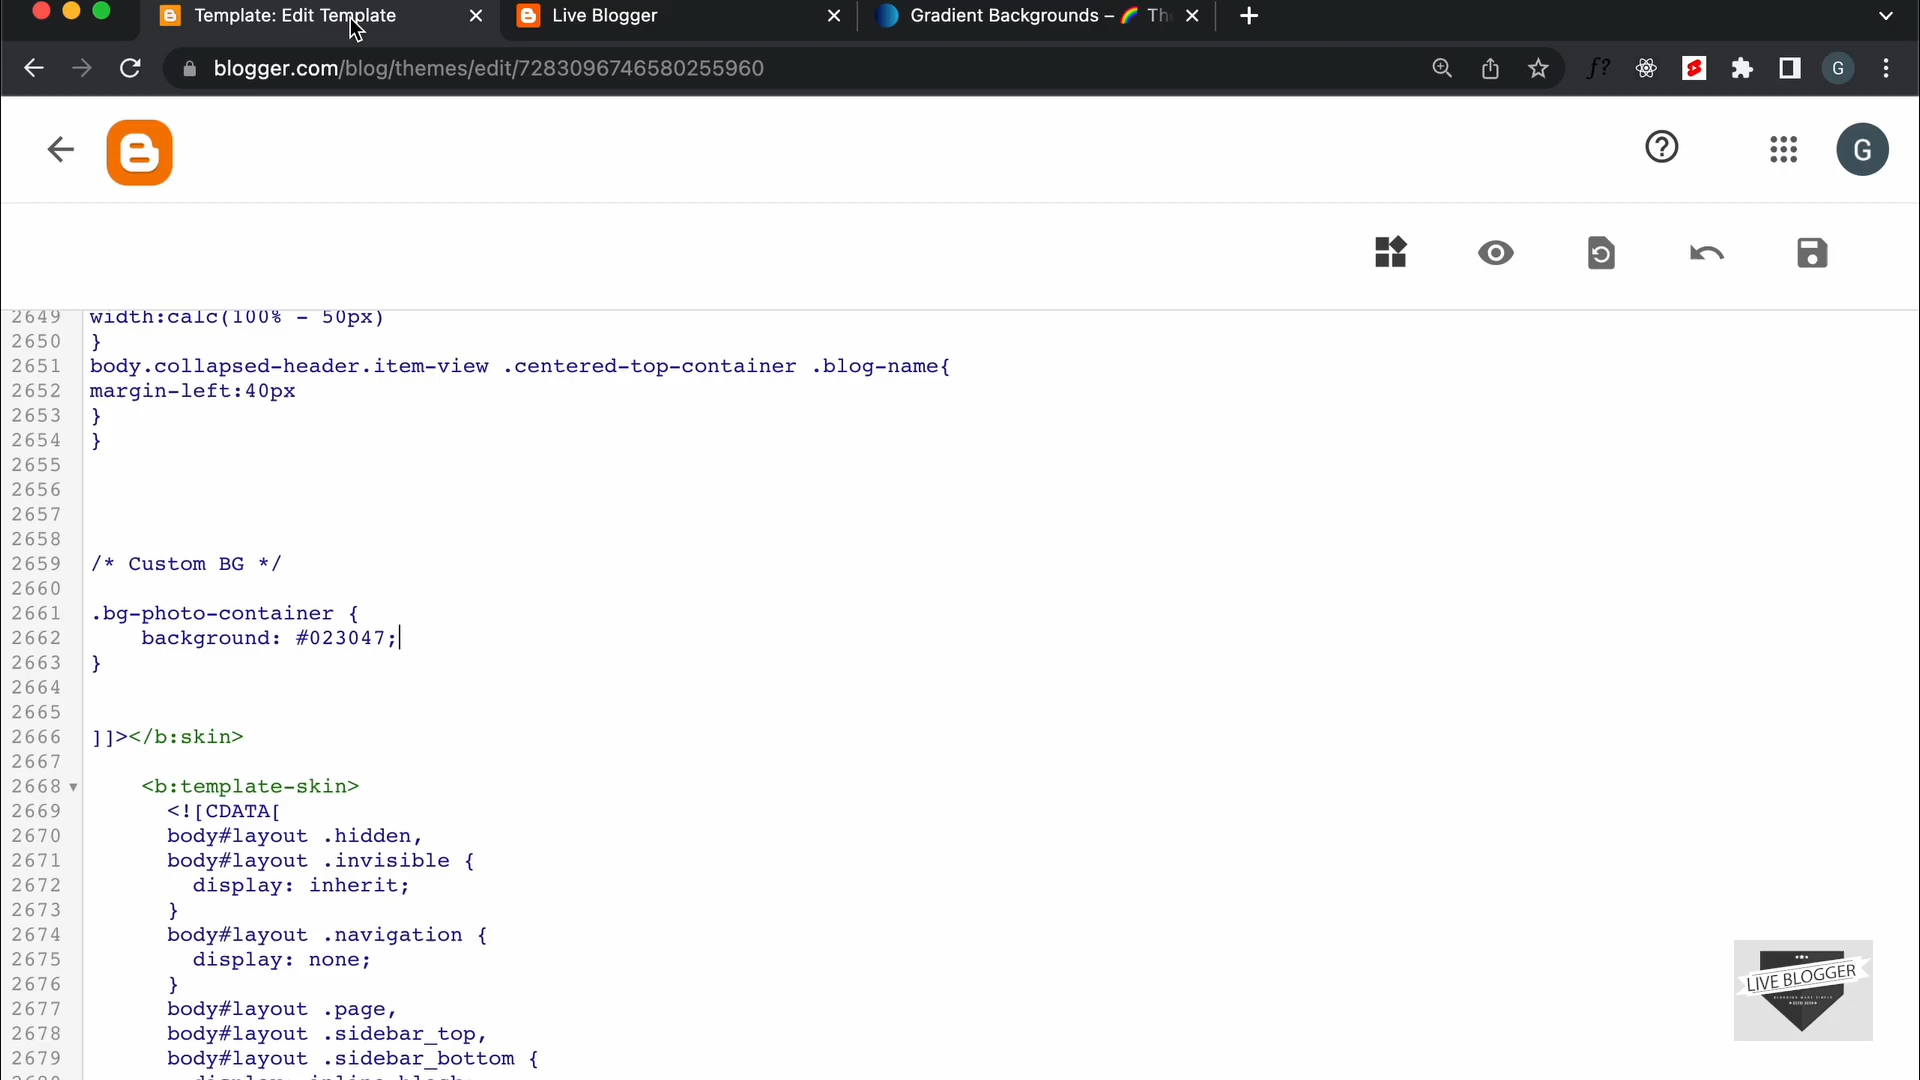 Template: Edit Template
Live Blogger
Gradient Backgrounds – 🌈 Th
blogger.com/blog/themes/edit/7283096746580255960
f?
G
G
2649 width:calc(100% - 50px)
2650 }
2651 body.collapsed-header.item-view .centered-top-container .blog-name{
2652 margin-left:40px
2653 }
2654 }
2655
2656
2657
2658
2659 /* Custom BG */
2660
2661 .bg-photo-container {
2662 background: #023047;
2663 }
2664
2665
2666 ]]></b:skin>
2667
2668 <b:template-skin>
2669 <![CDATA[
2670 body#layout .hidden,
2671 body#layout .invisible {
2672 display: inherit;
2673 }
2674 body#layout .navigation {
2675 display: none;
2676 }
2677 body#layout .page,
2678 body#layout .sidebar_top,
2679 body#layout .sidebar_bottom {
LIVE BLOGGER